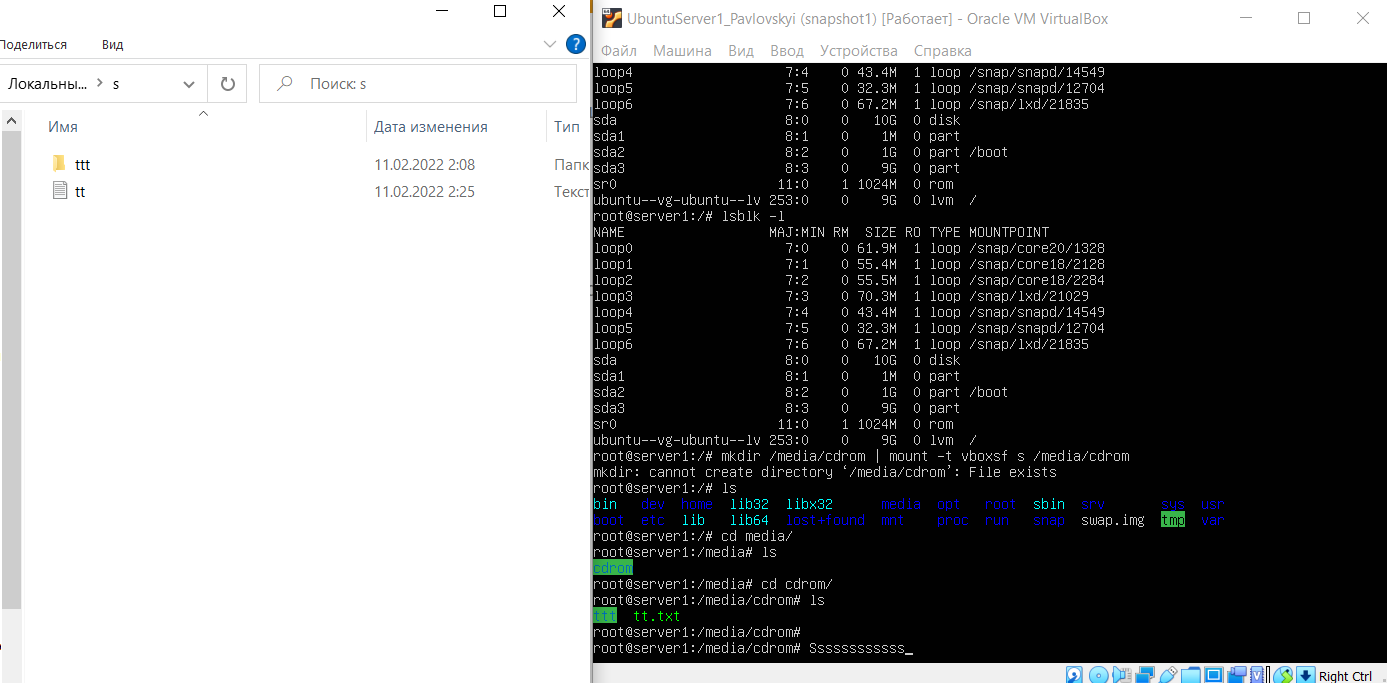 Поделиться Вид
?
Локальны... > s
Поиск: s
Имя Дата изменения Тип
ttt 11.02.2022 2:08 Папк
tt 11.02.2022 2:25 Текст
UbuntuServer1_Pavlovskyi (snapshot1) [Работает] - Oracle VM VirtualBox
Файл Машина Вид Ввод Устройства Справка
loop4 7:4 0 43.4M 1 loop /snap/snapd/14549
loop5 7:5 0 32.3M 1 loop /snap/snapd/12704
loop6 7:6 0 67.2M 1 loop /snap/lxd/21835
sda 8:0 0 10G 0 disk
sda1 8:1 0 1M 0 part
sda2 8:2 0 1G 0 part /boot
sda3 8:3 0 9G 0 part
sr0 11:0 1 1024M 0 rom
ubuntu--vg-ubuntu--lv 253:0 0 9G 0 lvm /
root@server1:/# lsblk -l
NAME MAJ:MIN RM SIZE RO TYPE MOUNTPOINT
loop0 7:0 0 61.9M 1 loop /snap/core20/1328
loop1 7:1 0 55.4M 1 loop /snap/core18/2128
loop2 7:2 0 55.5M 1 loop /snap/core18/2284
loop3 7:3 0 70.3M 1 loop /snap/lxd/21029
loop4 7:4 0 43.4M 1 loop /snap/snapd/14549
loop5 7:5 0 32.3M 1 loop /snap/snapd/12704
loop6 7:6 0 67.2M 1 loop /snap/lxd/21835
sda 8:0 0 10G 0 disk
sda1 8:1 0 1M 0 part
sda2 8:2 0 1G 0 part /boot
sda3 8:3 0 9G 0 part
sr0 11:0 1 1024M 0 rom
ubuntu--vg-ubuntu--lv 253:0 0 9G 0 lvm /
root@server1:/# mkdir /media/cdrom | mount -t vboxsf s /media/cdrom
mkdir: cannot create directory ‘/media/cdrom’: File exists
root@server1:/# ls
bin dev home lib32 libx32 media opt root sbin srv sys usr
boot etc lib lib64 lost+found mnt proc run snap swap.img tmp var
root@server1:/# cd media/
root@server1:/media# ls
cdrom
root@server1:/media# cd cdrom/
root@server1:/media/cdrom# ls
ttt tt.txt
root@server1:/media/cdrom#
root@server1:/media/cdrom# Sssssssssssss_
Right Ctrl